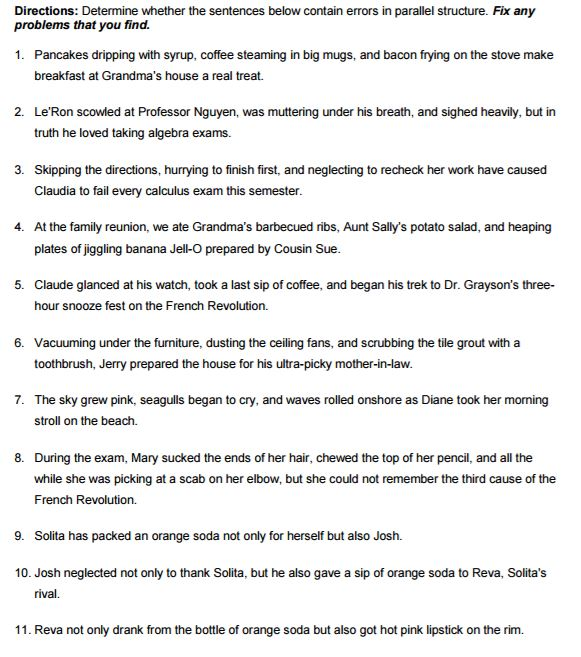 Directions: Determine whether the sentences below contain errors in parallel structure. Fix any
problems that you find.
1. Pancakes dripping with syrup, coffee steaming in big mugs, and bacon frying on the stove make
breakfast at Grandma's house a real treat.
2. Le'Ron scowled at Professor Nguyen, was muttering under his breath, and sighed heavily, but in
truth he loved taking algebra exams.
3. Skipping the directions, hurrying to finish first, and neglecting to recheck her work have caused
Claudia to fail every calculus exam this semester.
4. At the family reunion, we ate Grandma's barbecued ribs, Aunt Sally's potato salad, and heaping
plates of jiggling banana Jell-O prepared by Cousin Sue.
5. Claude glanced at his watch, took a last sip of coffee, and began his trek to Dr. Grayson's three-
hour snooze fest on the French Revolution.
6. Vacuuming under the furniture, dusting the ceiling fans, and scrubbing the tile grout with a
toothbrush, Jerry prepared the house for his ultra-picky mother-in-law.
7. The sky grew pink, seagulls began to cry, and waves rolled onshore as Diane took her morning
stroll on the beach.
8. During the exam, Mary sucked the ends of her hair, chewed the top of her pencil, and all the
while she was picking at a scab on her elbow, but she could not remember the third cause of the
French Revolution.
9. Solita has packed an orange soda not only for herself but also Josh.
10. Josh neglected not only to thank Solita, but he also gave a sip of orange soda to Reva, Solita's
rival.
11. Reva not only drank from the bottle of orange soda but also got hot pink lipstick on the rim.